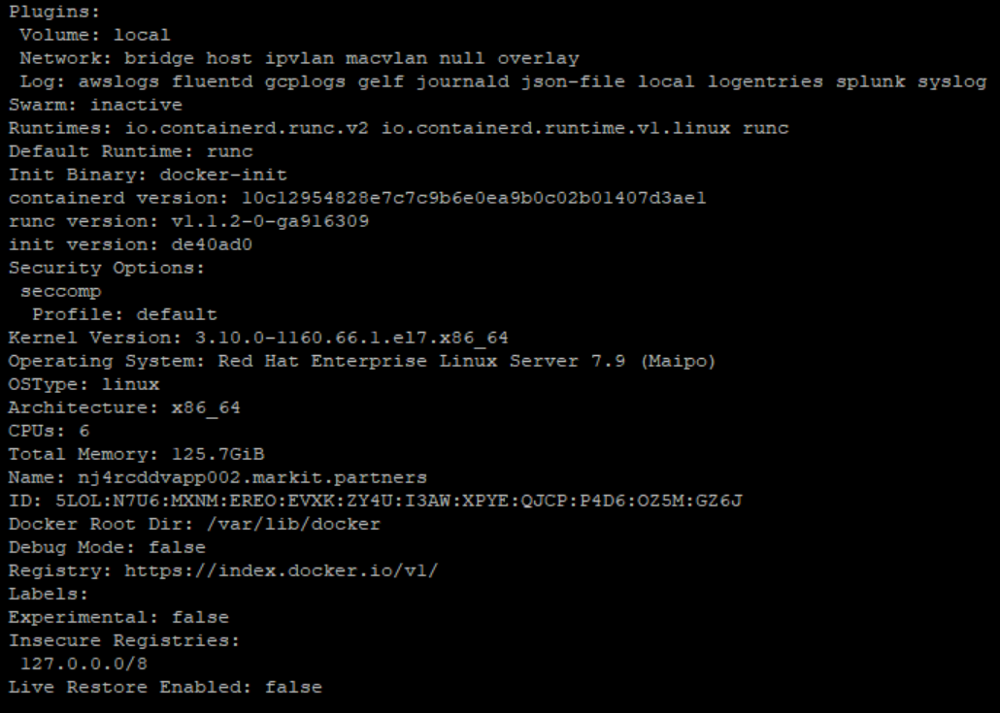 Plugins:
Volume: local
Network: bridge host ipvlan macvlan null overlay
Log: awslogs fluentd gcplogs gelf journald json-file local logentries splunk syslog
Swarm: inactive
Runtimes: io.containerd.runc.v2 io.containerd.runtime.v1.linux runc
Default Runtime: runc
Init Binary: docker-init
containerd version: 10c12954828e7c7c9b6e0ea9b0c02b01407d3ae1
runc version: v1.1.2-0-ga916309
init version: de40ad0
Security Options:
seccomp
Profile: default
Kernel Version: 3.10.0-1160.66.1.el7.x86_64
Operating System: Red Hat Enterprise Linux Server 7.9 (Maipo)
OSType: linux
Architecture: x86_64
CPUs: 6
Total Memory: 125.7GiB
Name: nj4rcddvapp002.markit.partners
ID: 5LOL:N7U6:MXNM:EREO:EVXK:ZY4U:I3AW:XPYE:QJCP:P4D6:OZ5M:GZ6J
Docker Root Dir: /var/lib/docker
Debug Mode: false
Registry: https://index.docker.io/v1/
Labels:
Experimental: false
Insecure Registries:
127.0.0.0/8
Live Restore Enabled: false